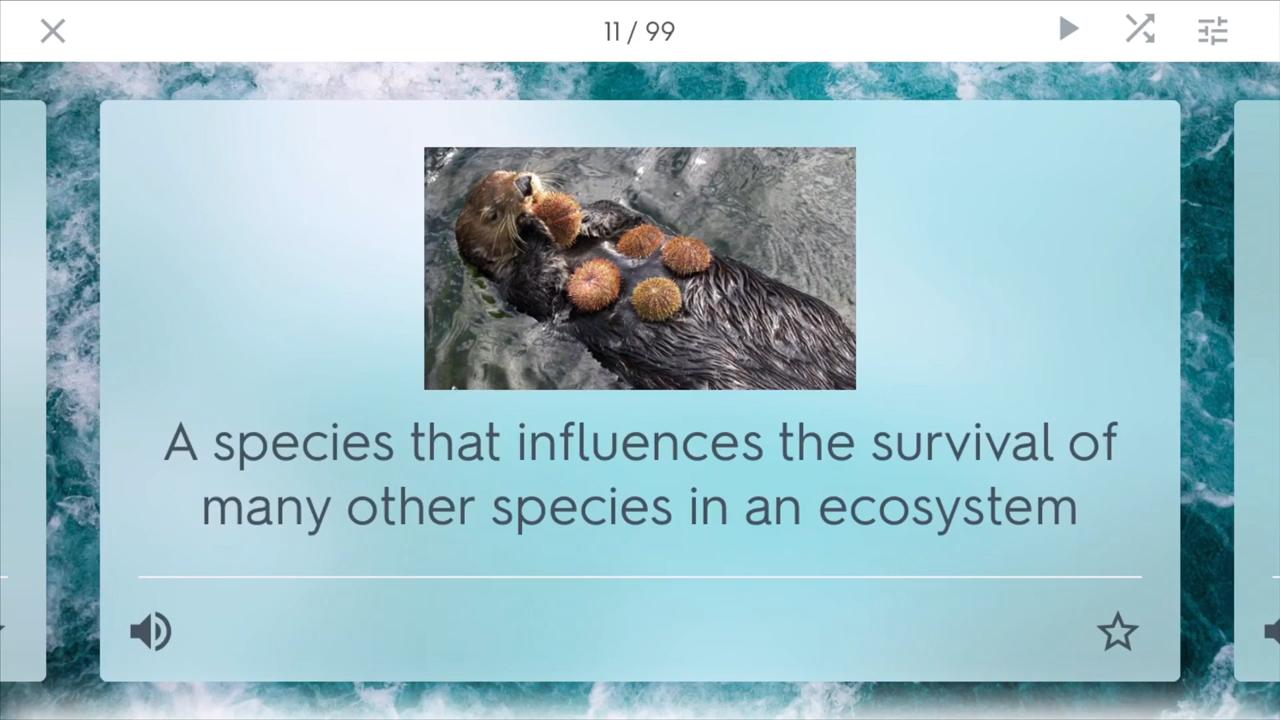 11 / 99
A species that influences the survival of
many other species in an ecosystem